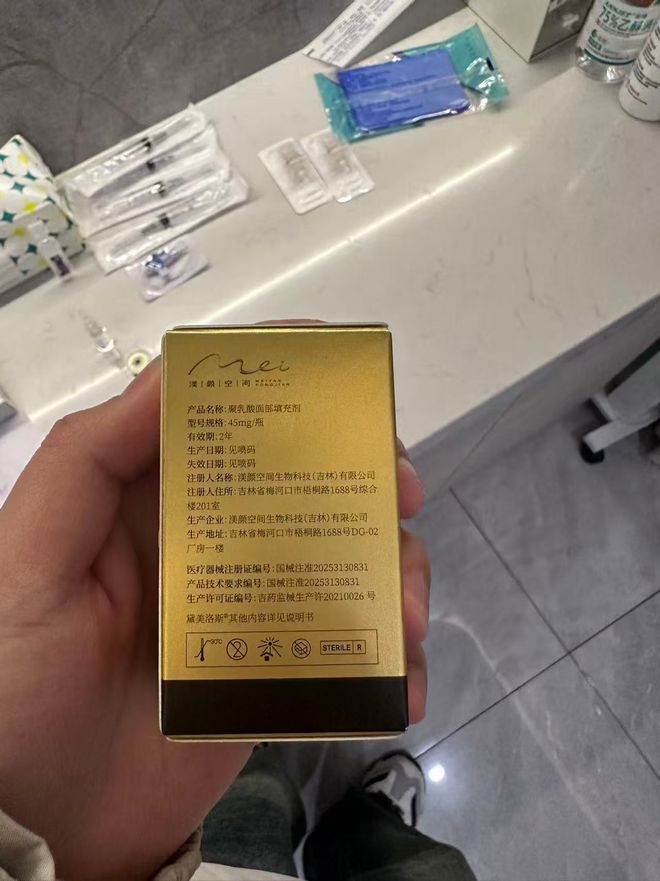 75%乙醇
Mei
渼颜空间 MEIYAN KONGJIAN
产品名称:聚乳酸面部填充剂
型号规格:45mg/瓶
有效期:2年
生产日期:见喷码
失效日期:见喷码
注册人名称:渼颜空间生物科技(吉林)有限公司
注册人住所:吉林省梅河口市梧桐路1688号综合
楼201室
生产企业:渼颜空间生物科技(吉林)有限公司
生产地址:吉林省梅河口市梧桐路1688号DG-02
厂房一楼
医疗器械注册证编号:国械注准20253130831
产品技术要求编号:国械注准20253130831
生产许可证编号:吉药监械生产许20210026号
黛美洛斯®其他内容详见说明书
30℃
STERILE R